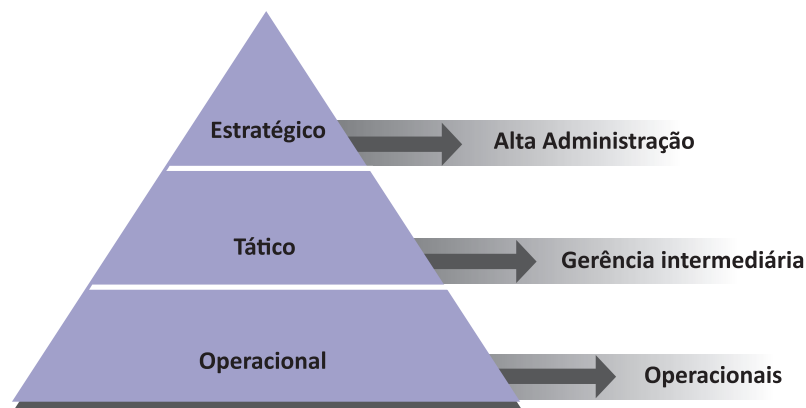 Estratégico
Alta Administração
Tático
Gerência intermediária
Operacional
Operacionais